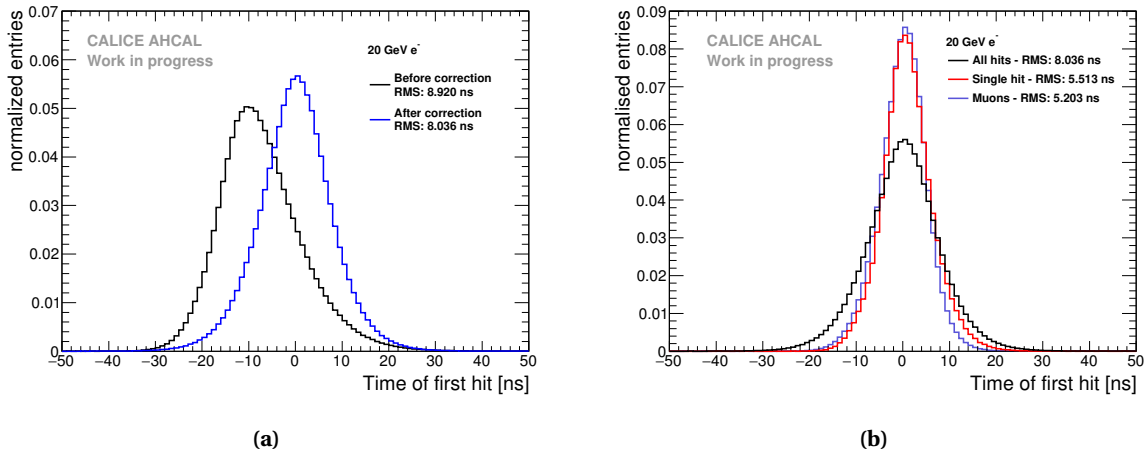 normalized entries
0.07
0.06
0.05
0.04
0.03
0.02
0.01
0
CALICE AHCAL
Work in progress
20 GeV e-
Before correction
RMS: 8.920 ns
After correction
RMS: 8.036 ns
−50 −40 −30 −20 −10 0 10 20 30 40 50
Time of first hit [ns]
(a)
normalised entries
0.09
0.08
0.07
0.06
0.05
0.04
0.03
0.02
0.01
0
CALICE AHCAL
Work in progress
20 GeV e-
All hits - RMS: 8.036 ns
Single hit - RMS: 5.513 ns
Muons - RMS: 5.203 ns
−50 −40 −30 −20 −10 0 10 20 30 40 50
Time of first hit [ns]
(b)